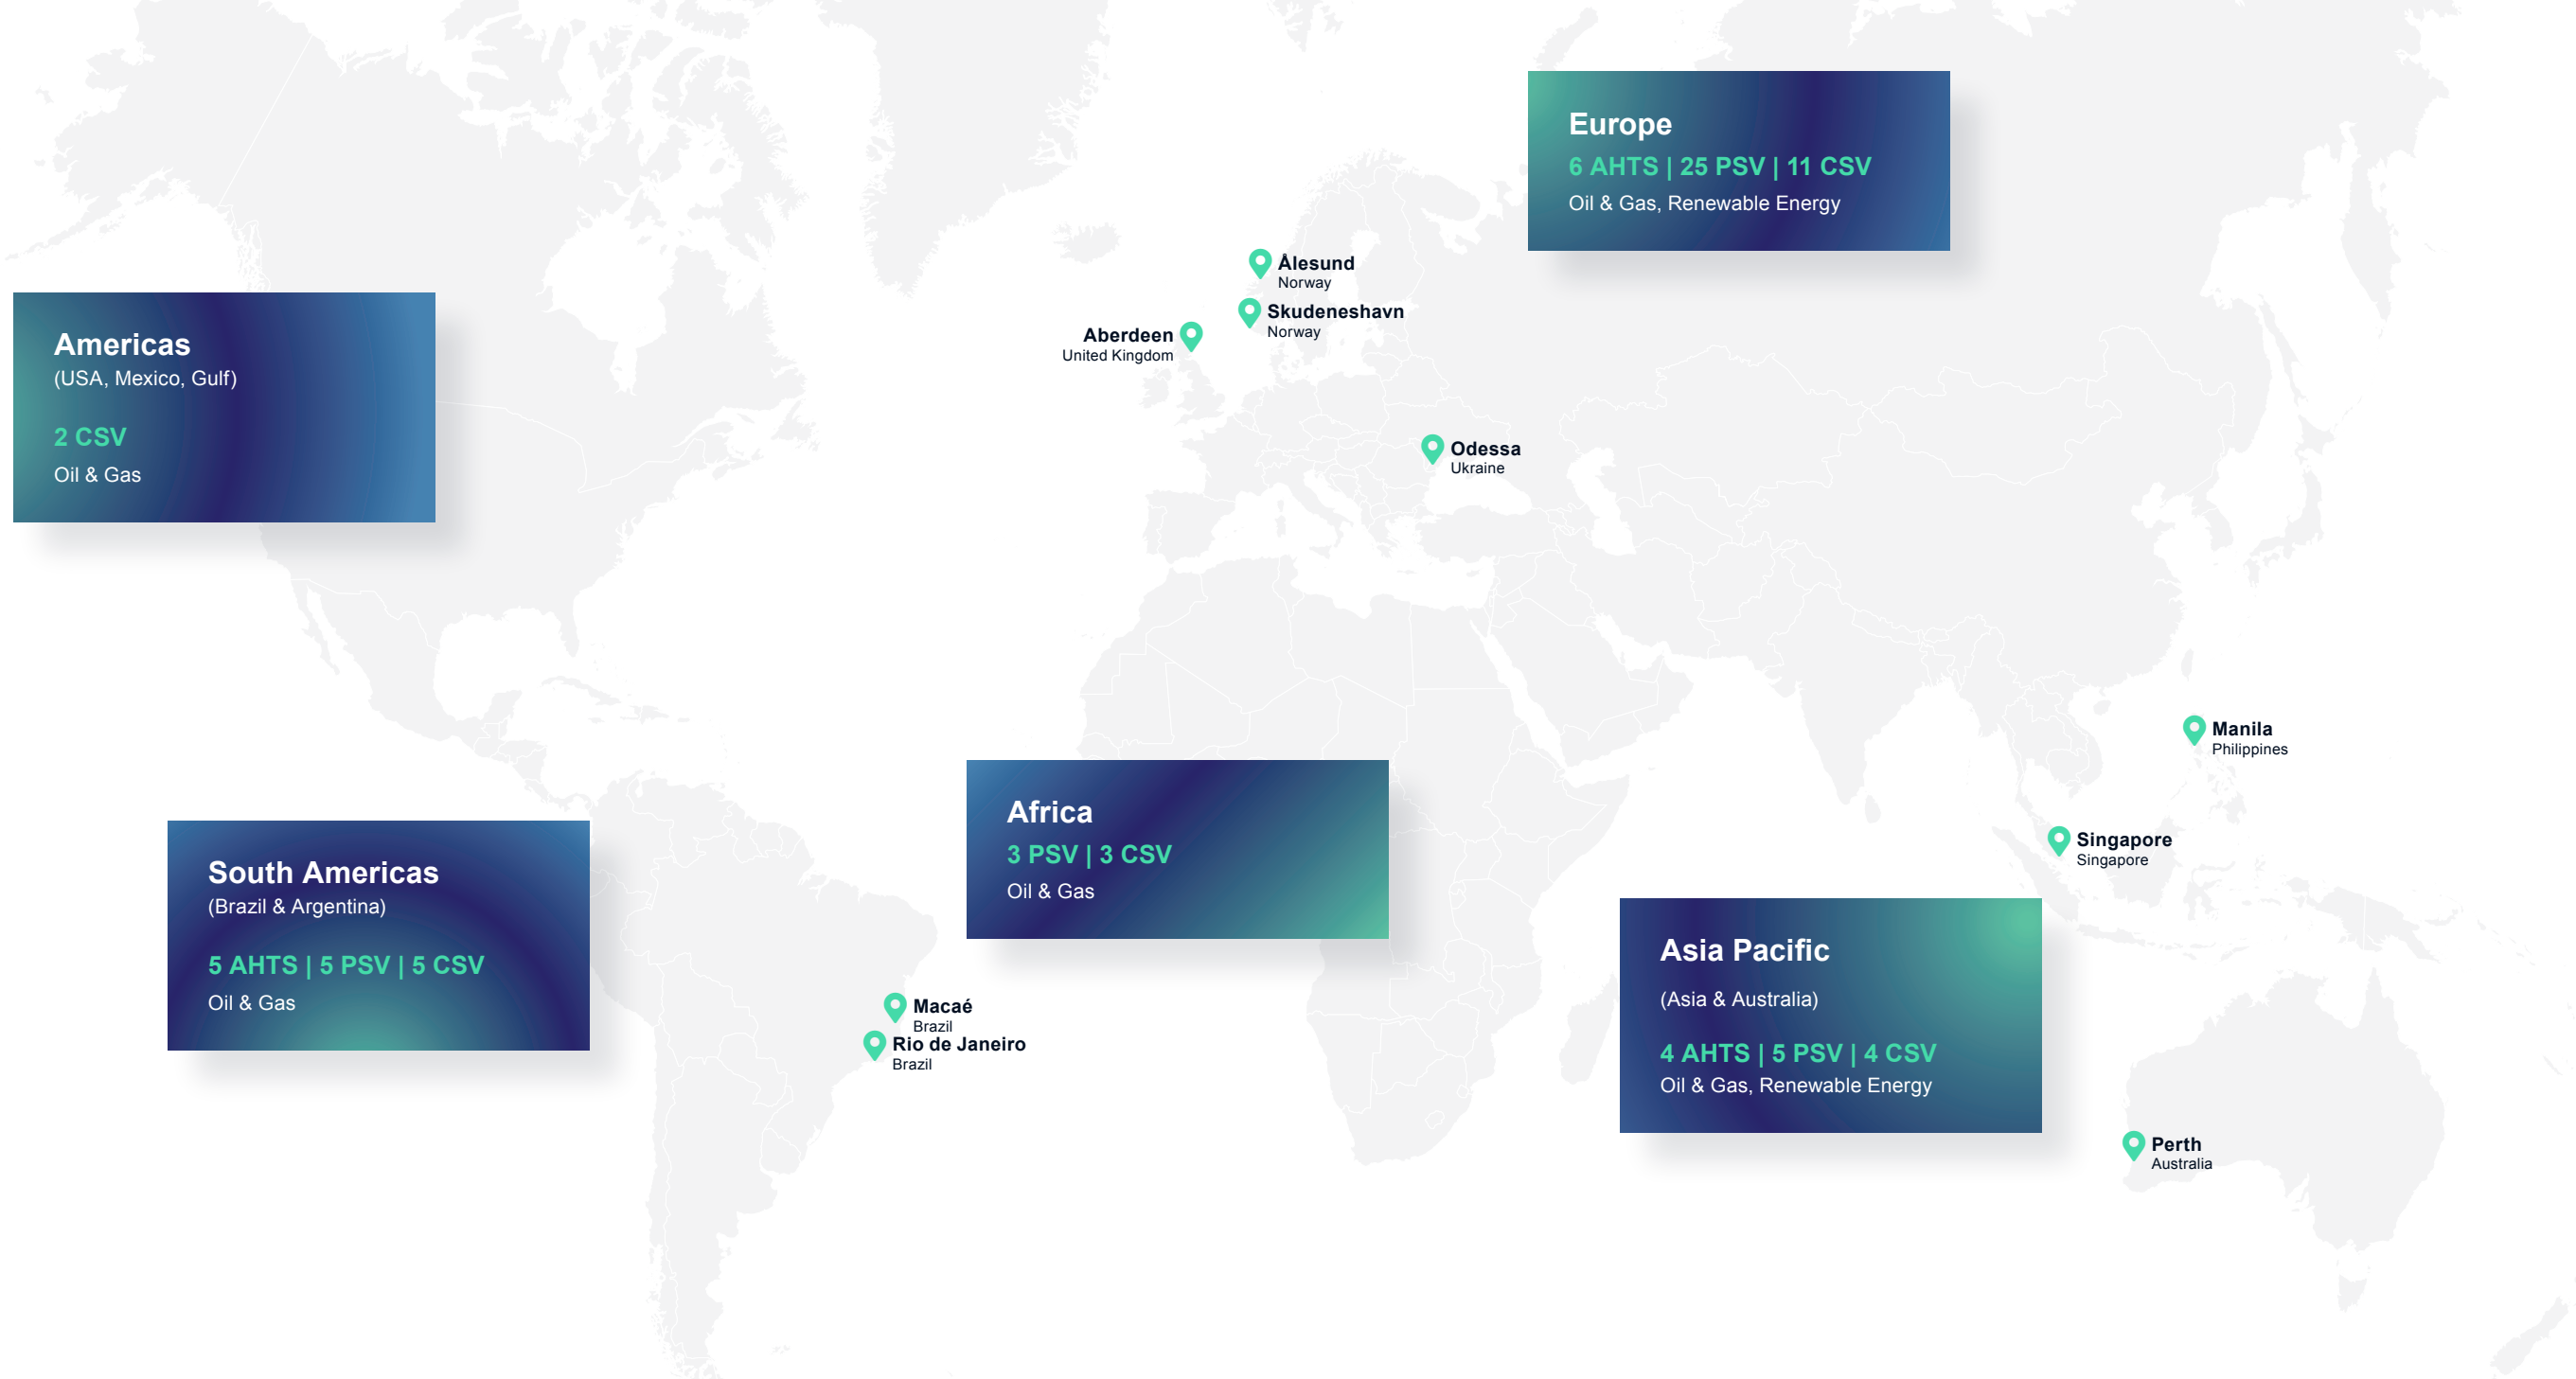 Europe
6 AHTS | 25 PSV | 11 CSV
Oil & Gas, Renewable Energy
Ålesund
Norway
Skudeneshavn
Norway
Aberdeen
United Kingdom
Americas
(USA, Mexico, Gulf)
2 CSV
Oil & Gas
Odessa
Ukraine
Manila
Philippines
Africa
3 PSV | 3 CSV
Oil & Gas
Singapore
Singapore
South Americas
(Brazil & Argentina)
5 AHTS | 5 PSV | 5 CSV
Oil & Gas
Macaé
Brazil
Rio de Janeiro
Brazil
Asia Pacific
(Asia & Australia)
4 AHTS | 5 PSV | 4 CSV
Oil & Gas, Renewable Energy
Perth
Australia